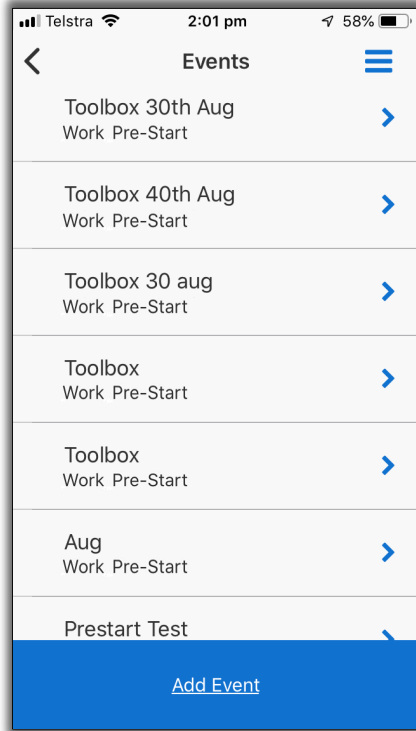 Telstra 2:01 pm 58%
Events
Toolbox 30th Aug
Work Pre-Start
Toolbox 40th Aug
Work Pre-Start
Toolbox 30 aug
Work Pre-Start
Toolbox
Work Pre-Start
Toolbox
Work Pre-Start
Aug
Work Pre-Start
Prestart Test
Add Event